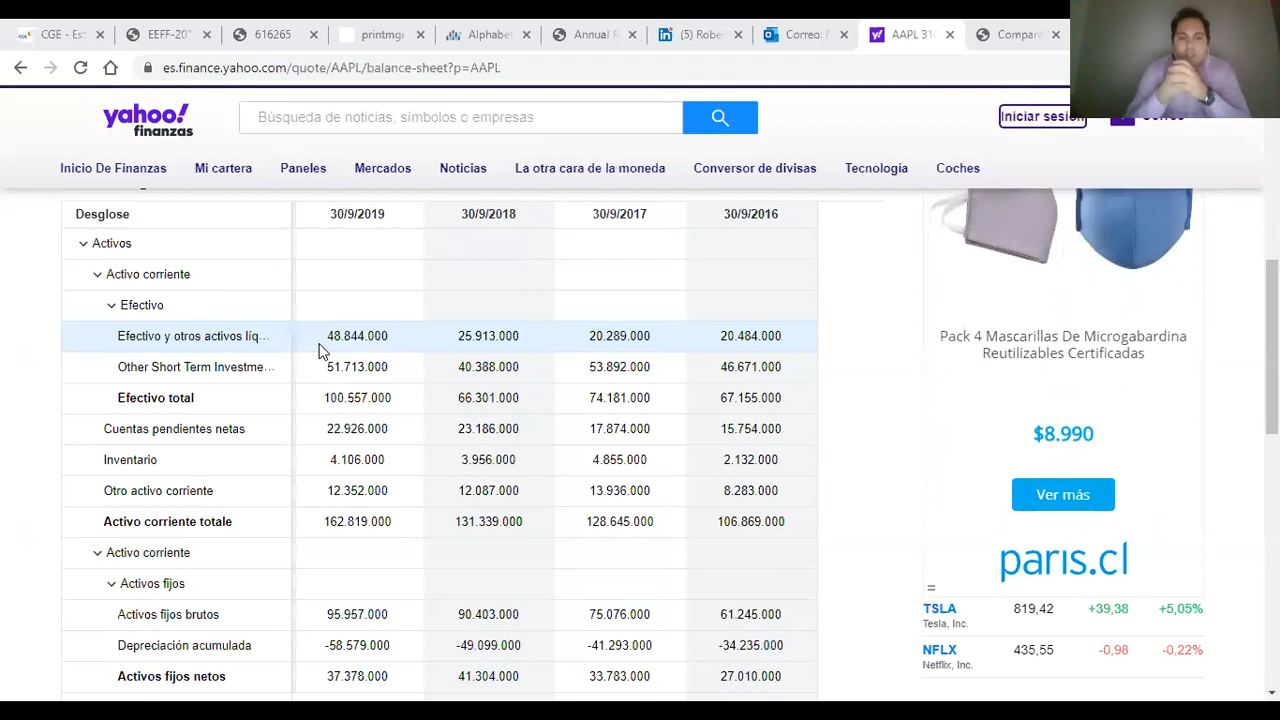 CGE - Es
EEFF-20
616265
printmg
Alphabe
Annual R
(5) Robe
Correo:
AAPL 31
Compara
es.finance.yahoo.com/quote/AAPL/balance-sheet?p=AAPL
yahoo!
finanzas
Búsqueda de noticias, símbolos o empresas
Iniciar sesión
Inicio De Finanzas Mi cartera Paneles Mercados Noticias La otra cara de la moneda Conversor de divisas Tecnología Coches
Desglose 30/9/2019 30/9/2018 30/9/2017 30/9/2016
Activos
Activo corriente
Efectivo
Efectivo y otros activos líq... 48.844.000 25.913.000 20.289.000 20.484.000
Other Short Term Investme... 51.713.000 40.388.000 53.892.000 46.671.000
Efectivo total 100.557.000 66.301.000 74.181.000 67.155.000
Cuentas pendientes netas 22.926.000 23.186.000 17.874.000 15.754.000
Inventario 4.106.000 3.956.000 4.855.000 2.132.000
Otro activo corriente 12.352.000 12.087.000 13.936.000 8.283.000
Activo corriente totale 162.819.000 131.339.000 128.645.000 106.869.000
Activo corriente
Activos fijos
Activos fijos brutos 95.957.000 90.403.000 75.076.000 61.245.000
Depreciación acumulada -58.579.000 -49.099.000 -41.293.000 -34.235.000
Activos fijos netos 37.378.000 41.304.000 33.783.000 27.010.000
Pack 4 Mascarillas De Microgabardina
Reutilizables Certificadas
$8.990
Ver más
paris.cl
TSLA 819,42 +39,38 +5,05%
Tesla, Inc.
NFLX 435,55 -0,98 -0,22%
Netflix, Inc.